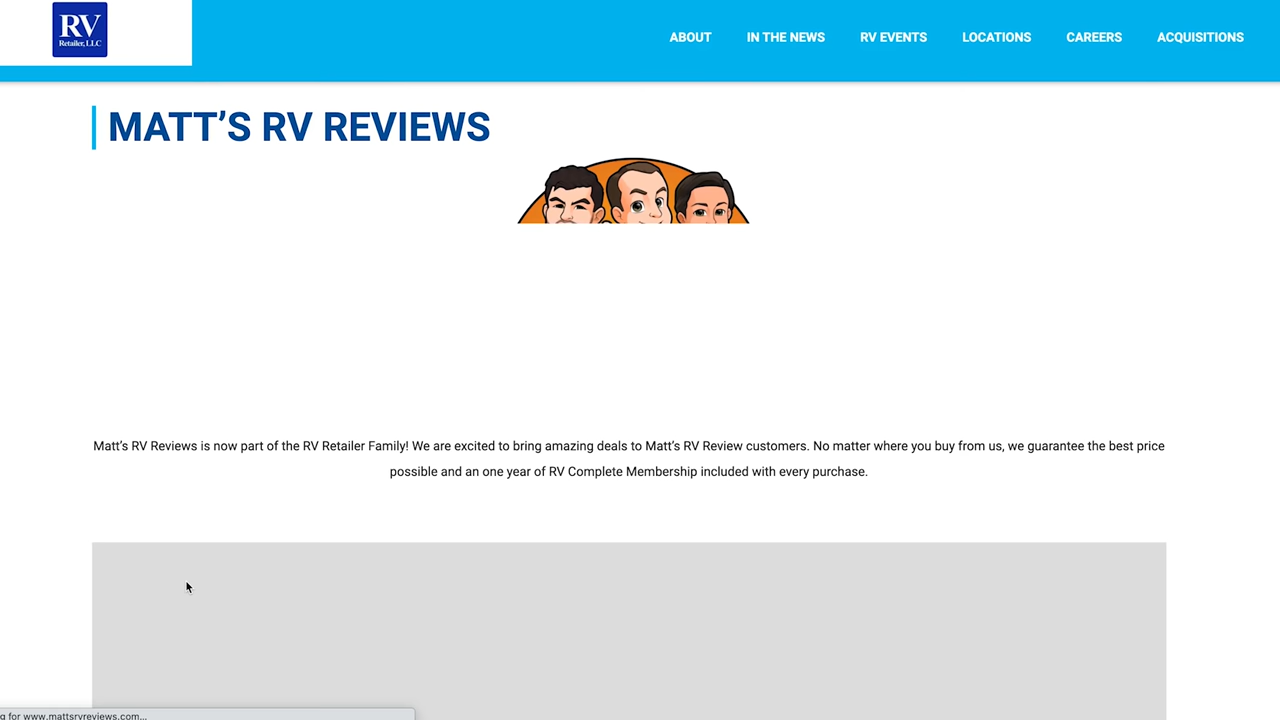 RV
Retailer, LLC
ABOUT IN THE NEWS RV EVENTS LOCATIONS CAREERS ACQUISITIONS
MATT’S RV REVIEWS
Matt’s RV Reviews is now part of the RV Retailer Family! We are excited to bring amazing deals to Matt’s RV Review customers. No matter where you buy from us, we guarantee the best price
possible and an one year of RV Complete Membership included with every purchase.
g for www.mattsrvreviews.com...